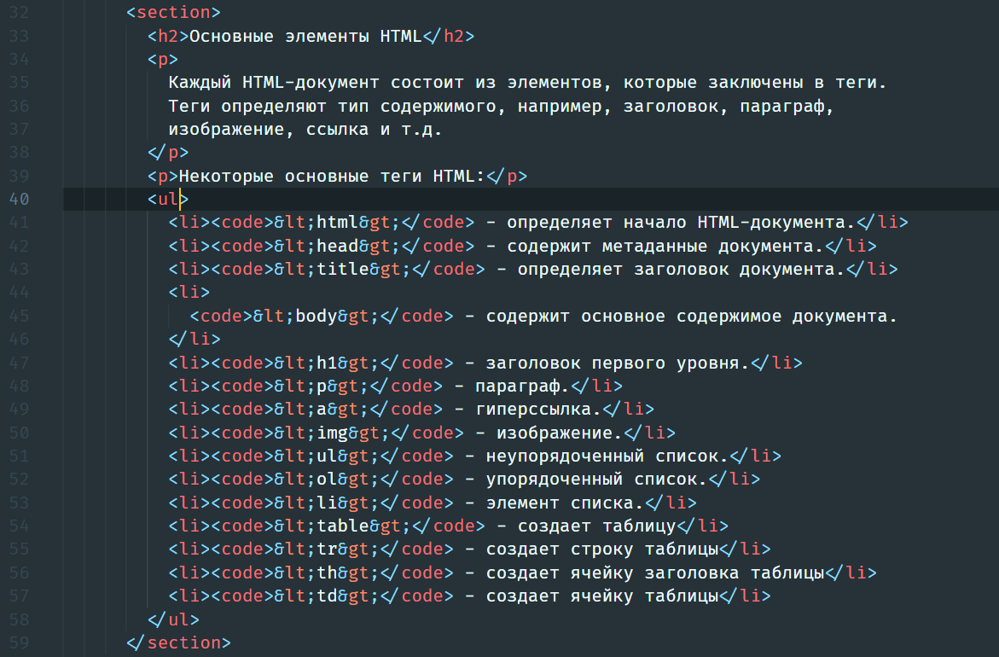 32 <section>
33 <h2>Основные элементы HTML</h2>
34 <p>
35 Каждый HTML-документ состоит из элементов, которые заключены в теги.
36 Теги определяют тип содержимого, например, заголовок, параграф,
37 изображение, ссылка и т.д.
38 </p>
39 <p>Некоторые основные теги HTML:</p>
40 <ul>
41 <li><code>&lt;html&gt;</code> - определяет начало HTML-документа.</li>
42 <li><code>&lt;head&gt;</code> - содержит метаданные документа.</li>
43 <li><code>&lt;title&gt;</code> - определяет заголовок документа.</li>
44 <li>
45 <code>&lt;body&gt;</code> - содержит основное содержимое документа.
46 </li>
47 <li><code>&lt;h1&gt;</code> - заголовок первого уровня.</li>
48 <li><code>&lt;p&gt;</code> - параграф.</li>
49 <li><code>&lt;a&gt;</code> - гиперссылка.</li>
50 <li><code>&lt;img&gt;</code> - изображение.</li>
51 <li><code>&lt;ul&gt;</code> - неупорядоченный список.</li>
52 <li><code>&lt;ol&gt;</code> - упорядоченный список.</li>
53 <li><code>&lt;li&gt;</code> - элемент списка.</li>
54 <li><code>&lt;table&gt;</code> - создает таблицу</li>
55 <li><code>&lt;tr&gt;</code> - создает строку таблицы</li>
56 <li><code>&lt;th&gt;</code> - создает ячейку заголовка таблицы</li>
57 <li><code>&lt;td&gt;</code> - создает ячейку таблицы</li>
58 </ul>
59 </section>